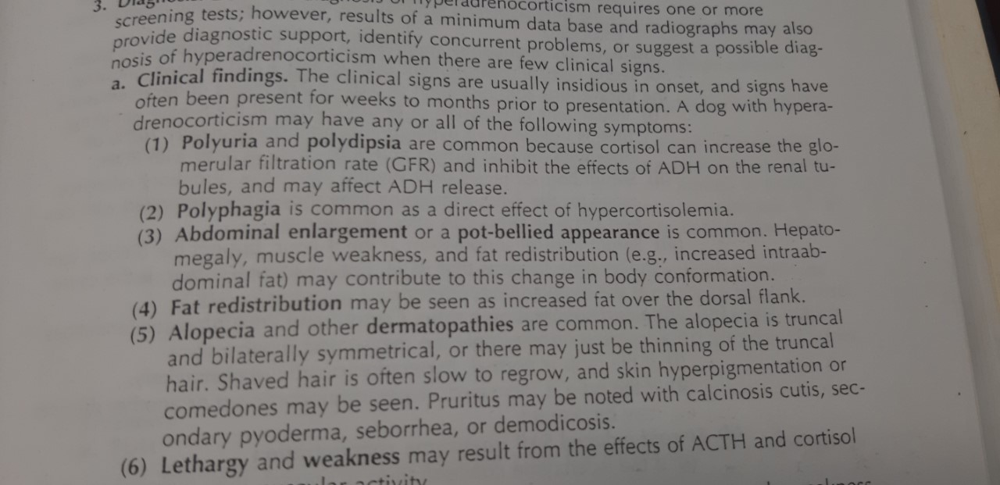 3. of hyperadrenocorticism requires one or more
screening tests; however, results of a minimum data base and radiographs may also
provide diagnostic support, identify concurrent problems, or suggest a possible diag-
nosis of hyperadrenocorticism when there are few clinical signs.
a. Clinical findings. The clinical signs are usually insidious in onset, and signs have
often been present for weeks to months prior to presentation. A dog with hypera-
drenocorticism may have any or all of the following symptoms:
(1) Polyuria and polydipsia are common because cortisol can increase the glo-
merular filtration rate (GFR) and inhibit the effects of ADH on the renal tu-
bules, and may affect ADH release.
(2) Polyphagia is common as a direct effect of hypercortisolemia.
(3) Abdominal enlargement or a pot-bellied appearance is common. Hepato-
megaly, muscle weakness, and fat redistribution (e.g., increased intraab-
dominal fat) may contribute to this change in body conformation.
(4) Fat redistribution may be seen as increased fat over the dorsal flank.
(5) Alopecia and other dermatopathies are common. The alopecia is truncal
and bilaterally symmetrical, or there may just be thinning of the truncal
hair. Shaved hair is often slow to regrow, and skin hyperpigmentation or
comedones may be seen. Pruritus may be noted with calcinosis cutis, sec-
ondary pyoderma, seborrhea, or demodicosis.
(6) Lethargy and weakness may result from the effects of ACTH and cortisol
activity